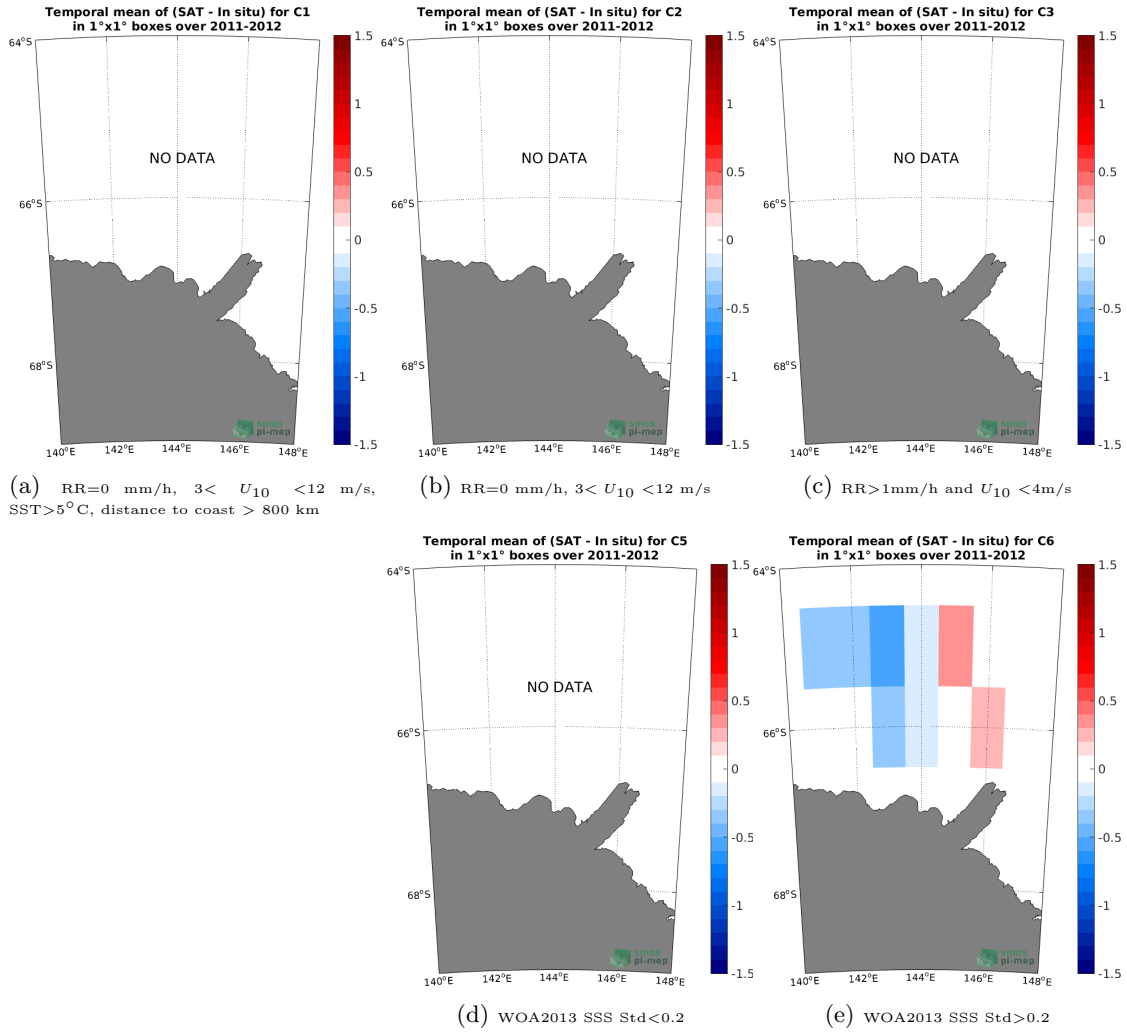 Temporal mean of (SAT - In situ) for C1
in 1°x1° boxes over 2011-2012
64°S
66°S
68°S
140°E
142°E
144°E
146°E
148°E
NO DATA
1.5
1
0.5
0
-0.5
-1
-1.5
smos
pi-mep
(a) RR=0 mm/h, 3< U10 <12 m/s,
SST>5°C, distance to coast > 800 km
Temporal mean of (SAT - In situ) for C2
in 1°x1° boxes over 2011-2012
64°S
66°S
68°S
140°E
142°E
144°E
146°E
148°E
NO DATA
1.5
1
0.5
0
-0.5
-1
-1.5
smos
pi-mep
(b) RR=0 mm/h, 3< U10 <12 m/s
Temporal mean of (SAT - In situ) for C3
in 1°x1° boxes over 2011-2012
64°S
66°S
68°S
140°E
142°E
144°E
146°E
148°E
NO DATA
1.5
1
0.5
0
-0.5
-1
-1.5
smos
pi-mep
(c) RR>1mm/h and U10 <4m/s
Temporal mean of (SAT - In situ) for C5
in 1°x1° boxes over 2011-2012
64°S
66°S
68°S
140°E
142°E
144°E
146°E
148°E
NO DATA
1.5
1
0.5
0
-0.5
-1
-1.5
smos
pi-mep
(d) WOA2013 SSS Std<0.2
Temporal mean of (SAT - In situ) for C6
in 1°x1° boxes over 2011-2012
64°S
66°S
68°S
140°E
142°E
144°E
146°E
148°E
1.5
1
0.5
0
-0.5
-1
-1.5
smos
pi-mep
(e) WOA2013 SSS Std>0.2